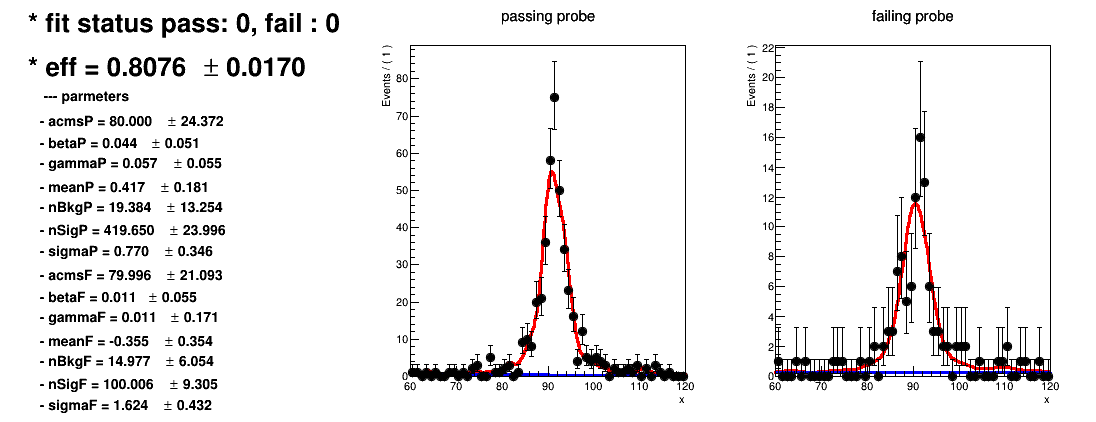 * fit status pass: 0, fail : 0
* eff = 0.8076 ± 0.0170
--- parmeters
- acmsP = 80.000 ± 24.372
- betaP = 0.044 ± 0.051
- gammaP = 0.057 ± 0.055
- meanP = 0.417 ± 0.181
- nBkgP = 19.384 ± 13.254
- nSigP = 419.650 ± 23.996
- sigmaP = 0.770 ± 0.346
- acmsF = 79.996 ± 21.093
- betaF = 0.011 ± 0.055
- gammaF = 0.011 ± 0.171
- meanF = -0.355 ± 0.354
- nBkgF = 14.977 ± 6.054
- nSigF = 100.006 ± 9.305
- sigmaF = 1.624 ± 0.432
passing probe
Events / ( 1 )
80
70
60
50
40
30
20
10
0
60 70 80 90 100 110 120
x
failing probe
Events / ( 1 )
22
20
18
16
14
12
10
8
6
4
2
0
60 70 80 90 100 110 120
x